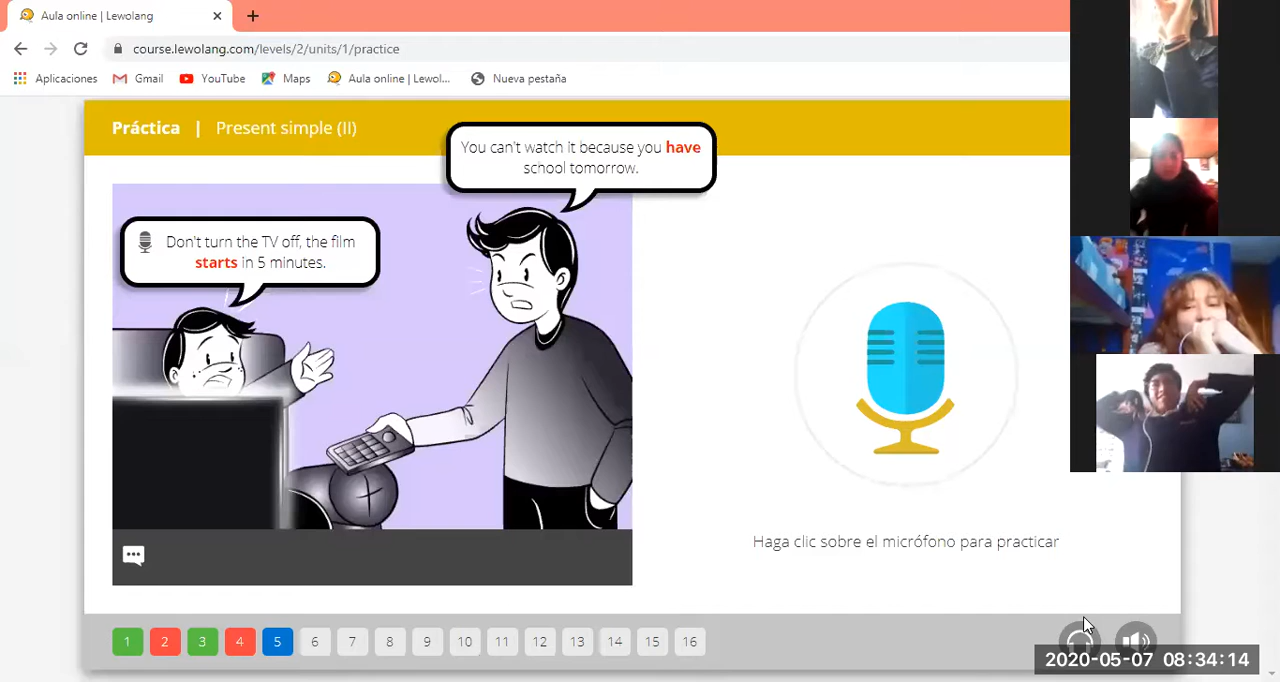 Aula online | Lewolang
course.lewolang.com/levels/2/units/1/practice
Aplicaciones Gmail YouTube Maps Aula online | Lewol... Nueva pestaña
Práctica | Present simple (II)
You can't watch it because you have
school tomorrow.
Don't turn the TV off, the film
starts in 5 minutes.
Haga clic sobre el micrófono para practicar
1 2 3 4 5 6 7 8 9 10 11 12 13 14 15 16
2020-05-07 08:34:14